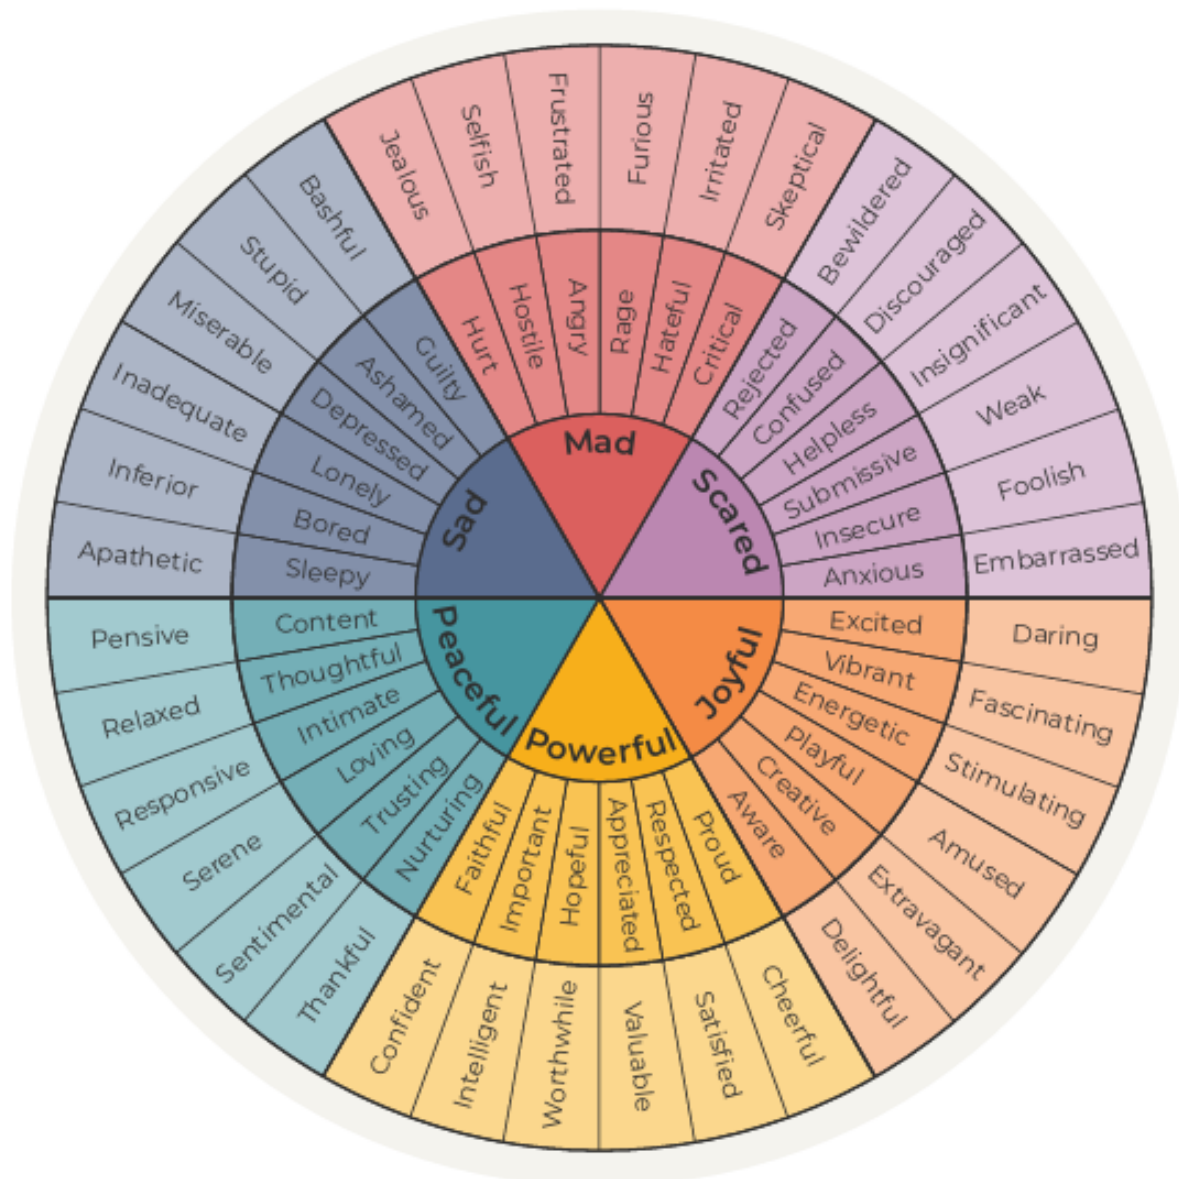 Mad
Hurt
Hostile
Angry
Rage
Hateful
Critical
Jealous
Selfish
Frustrated
Furious
Irritated
Skeptical
Scared
Rejected
Confused
Helpless
Submissive
Insecure
Anxious
Bewildered
Discouraged
Insignificant
Weak
Foolish
Embarrassed
Joyful
Excited
Vibrant
Energetic
Playful
Creative
Aware
Daring
Fascinating
Stimulating
Amused
Extravagant
Delightful
Powerful
Proud
Respected
Appreciated
Hopeful
Important
Faithful
Cheerful
Satisfied
Valuable
Worthwhile
Intelligent
Confident
Peaceful
Nurturing
Trusting
Loving
Intimate
Thoughtful
Content
Thankful
Sentimental
Serene
Responsive
Relaxed
Pensive
Sad
Sleepy
Bored
Lonely
Depressed
Ashamed
Guilty
Apathetic
Inferior
Inadequate
Miserable
Stupid
Bashful